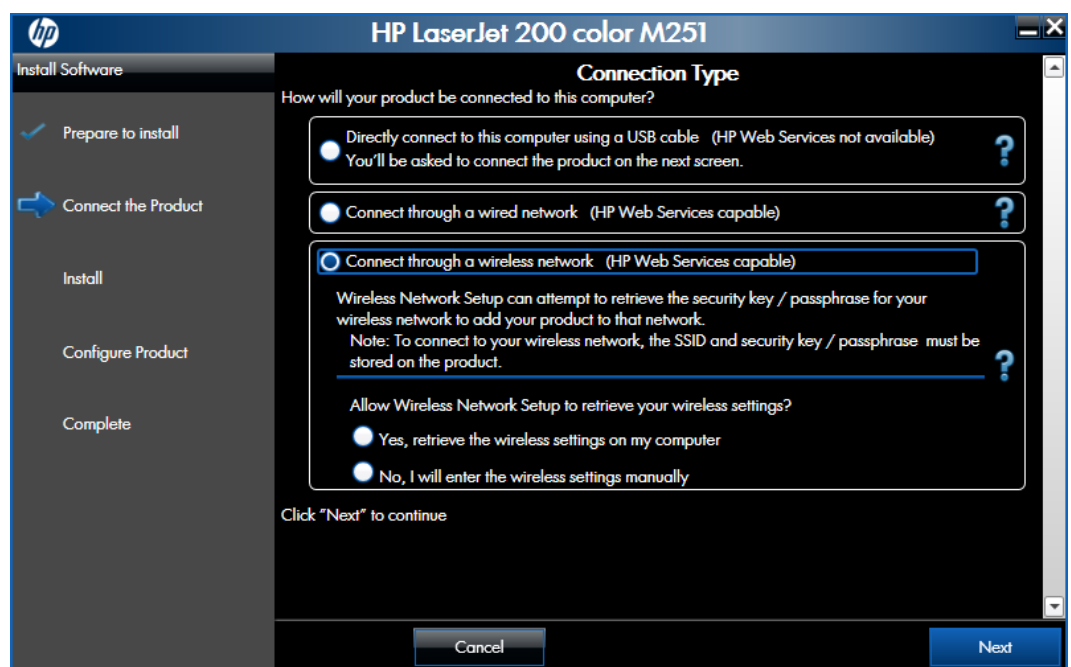 hp
HP LaserJet 200 color M251
Install Software
Prepare to install
Connect the Product
Install
Configure Product
Complete
Connection Type
How will your product be connected to this computer?
Directly connect to this computer using a USB cable (HP Web Services not available)
You'll be asked to connect the product on the next screen.
?
Connect through a wired network (HP Web Services capable)
?
Connect through a wireless network (HP Web Services capable)
Wireless Network Setup can attempt to retrieve the security key / passphrase for your
wireless network to add your product to that network.
Note: To connect to your wireless network, the SSID and security key / passphrase must be
stored on the product.
?
Allow Wireless Network Setup to retrieve your wireless settings?
Yes, retrieve the wireless settings on my computer
No, I will enter the wireless settings manually
Click "Next" to continue
Cancel
Next